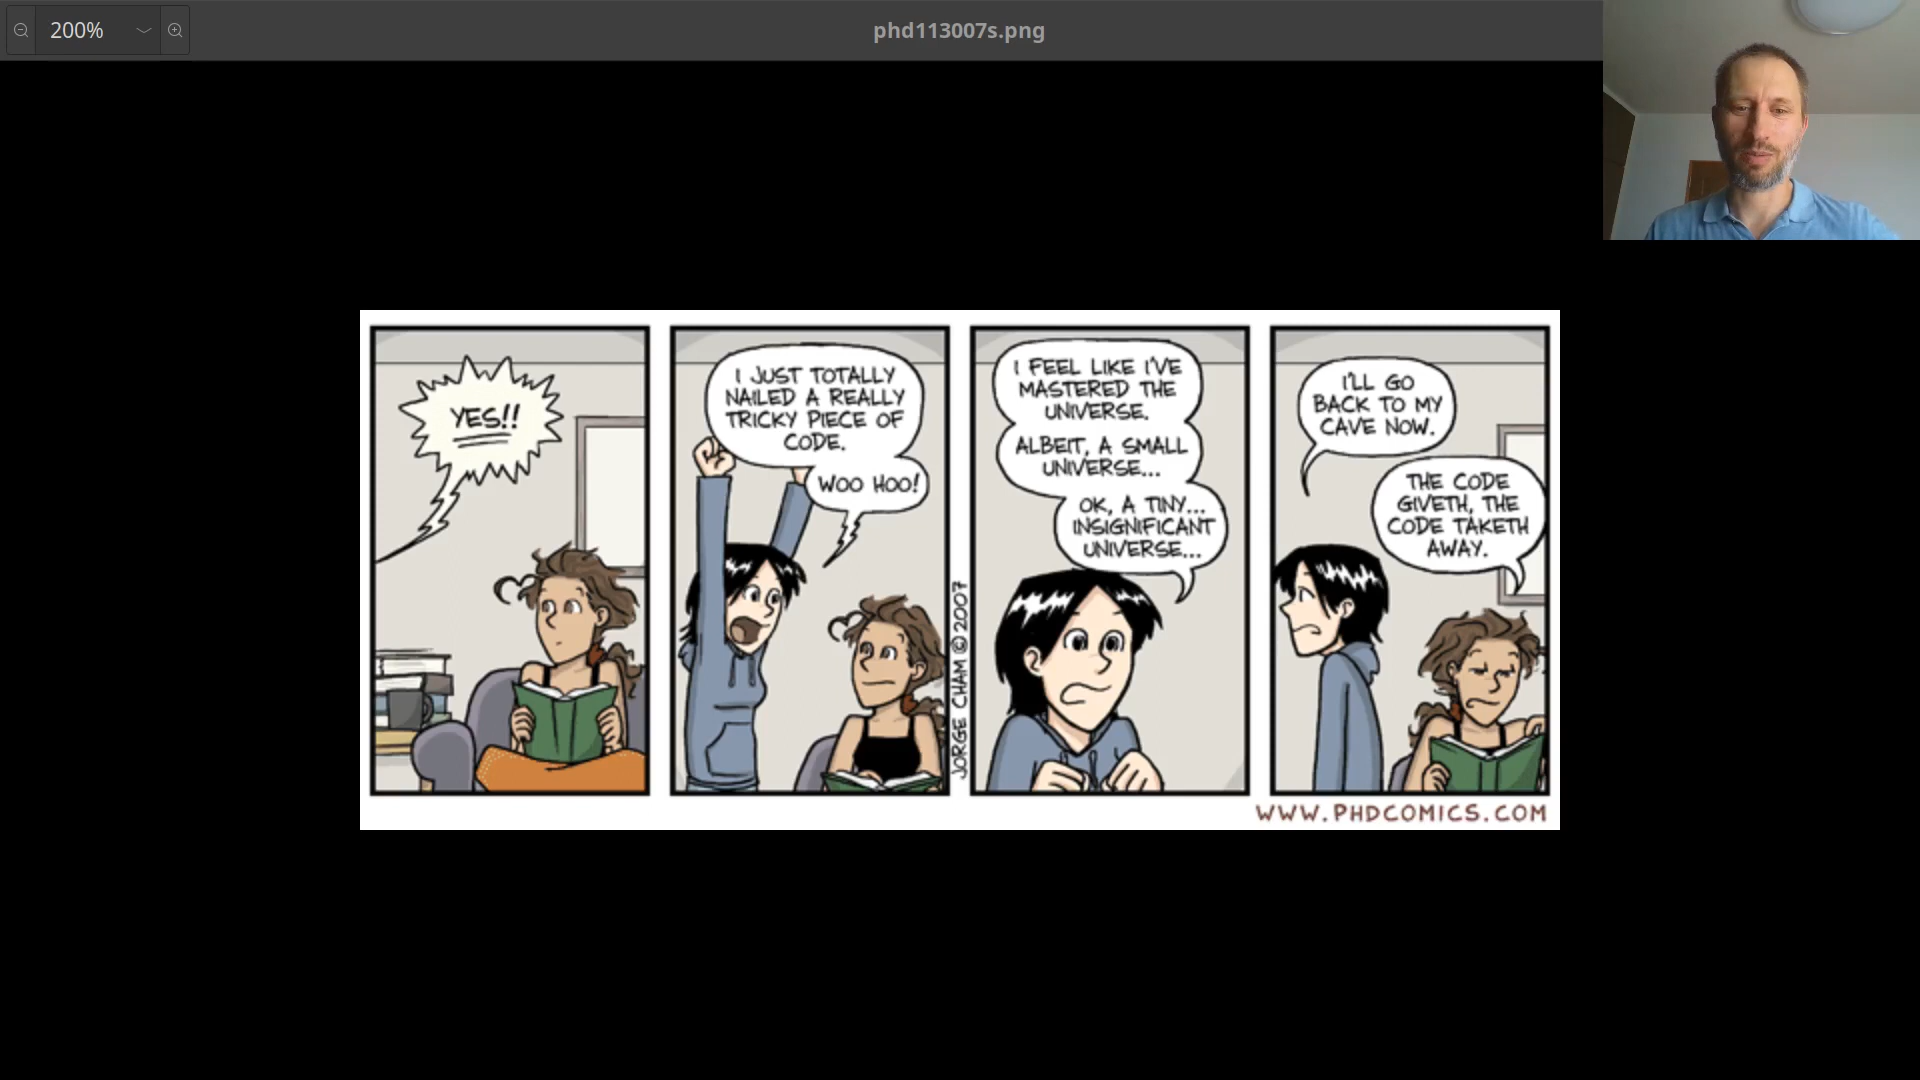 200%
phd113007s.png
YES!!
I JUST TOTALLY
NAILED A REALLY
TRICKY PIECE OF
CODE.
WOO HOO!
JORGE CHAM © 2007
I FEEL LIKE I'VE
MASTERED THE
UNIVERSE.
ALBEIT, A SMALL
UNIVERSE...
OK, A TINY...
INSIGNIFICANT
UNIVERSE...
I'LL GO
BACK TO MY
CAVE NOW.
THE CODE
GIVETH, THE
CODE TAKETH
AWAY.
WWW.PHDCOMICS.COM